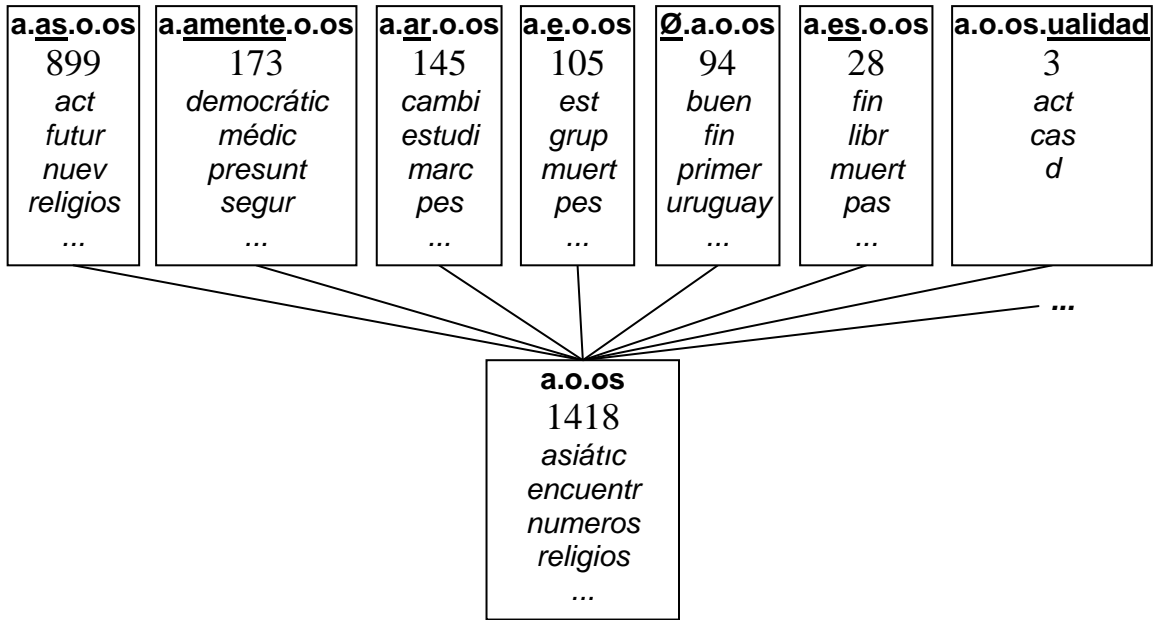 a.as.o.os
899
act
futur
nuev
religios
...
a.amente.o.os
173
democrátic
médic
presunt
segur
...
a.ar.o.os
145
cambi
estudi
marc
pes
...
a.e.o.os
105
est
grup
muert
pes
...
Ø.a.o.os
94
buen
fin
primer
uruguay
...
a.es.o.os
28
fin
libr
muert
pas
...
a.o.os.ualidad
3
act
cas
d
...
a.o.os
1418
asiátıc
encuentr
numeros
religios
...